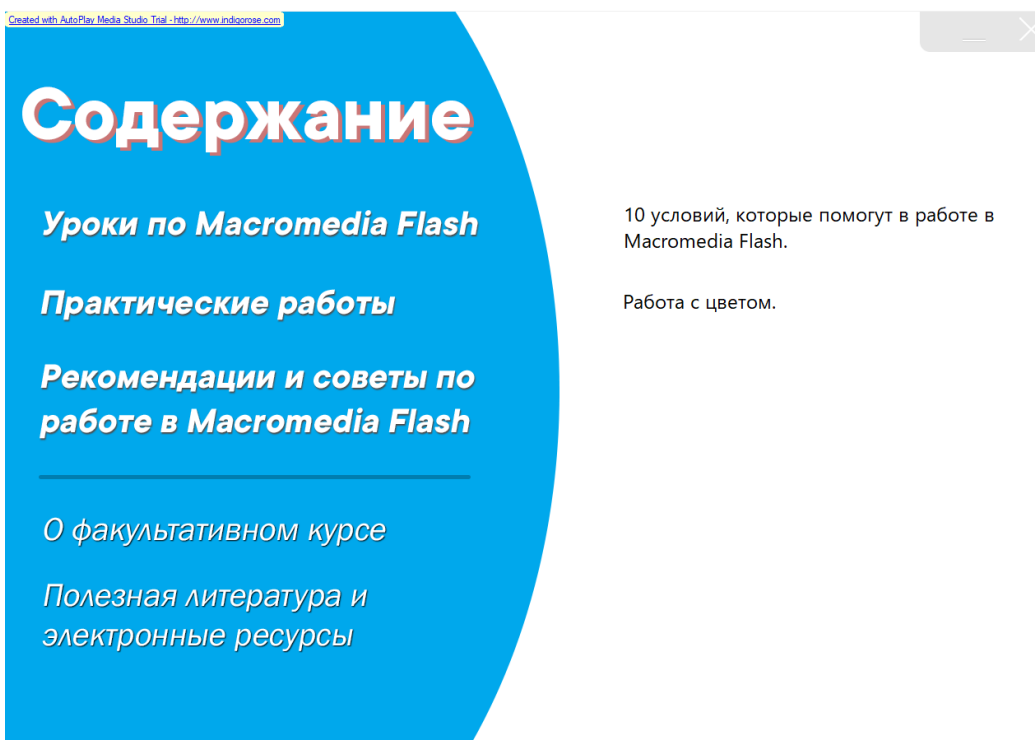 Created with AutoPlay Media Studio Trial - http://www.indigorose.com
Содержание
Уроки по Macromedia Flash
Практические работы
Рекомендации и советы по
работе в Macromedia Flash
О факультативном курсе
Полезная литература и
электронные ресурсы
10 условий, которые помогут в работе в
Macromedia Flash.
Работа с цветом.